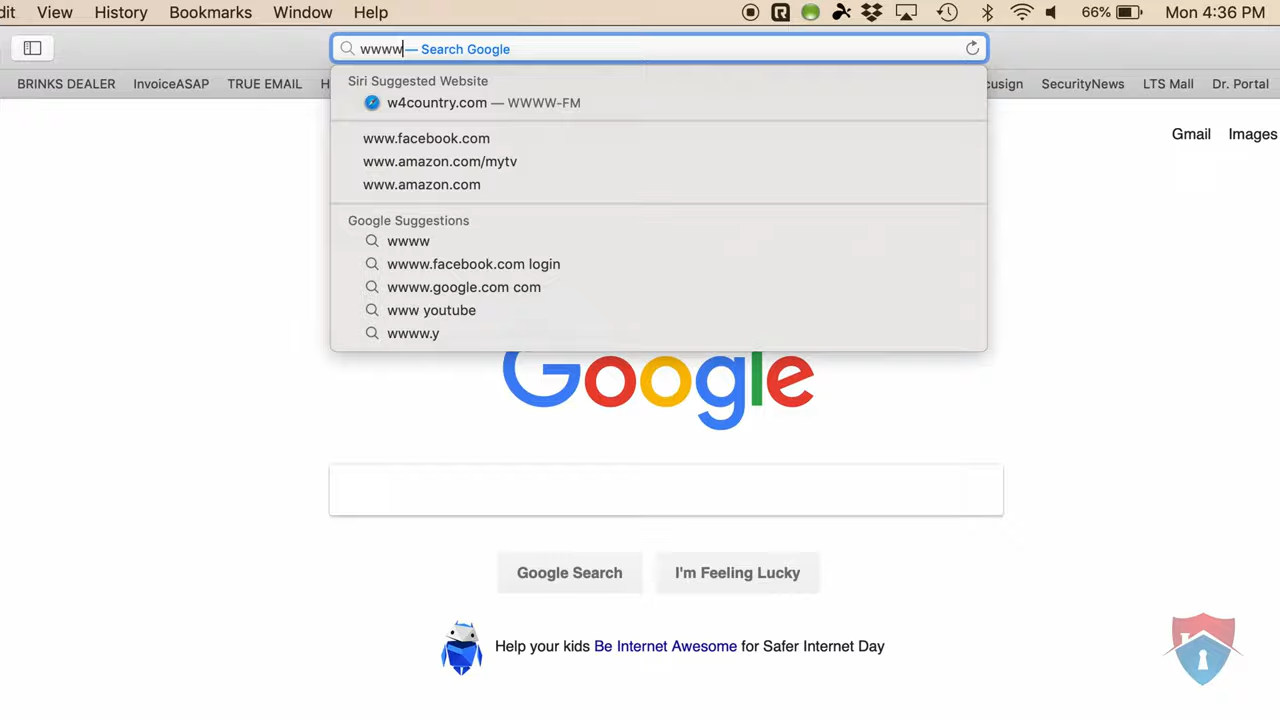 dit View History Bookmarks Window Help 66% Mon 4:36 PM
wwww — Search Google
BRINKS DEALER InvoiceASAP TRUE EMAIL H cusign SecurityNews LTS Mall Dr. Portal
Siri Suggested Website
w4country.com — WWWW-FM
www.facebook.com
www.amazon.com/mytv
www.amazon.com
Gmail Images
Google Suggestions
wwww
wwww.facebook.com login
wwww.google.com com
www youtube
wwww.y
Google
Google Search I'm Feeling Lucky
Help your kids Be Internet Awesome for Safer Internet Day